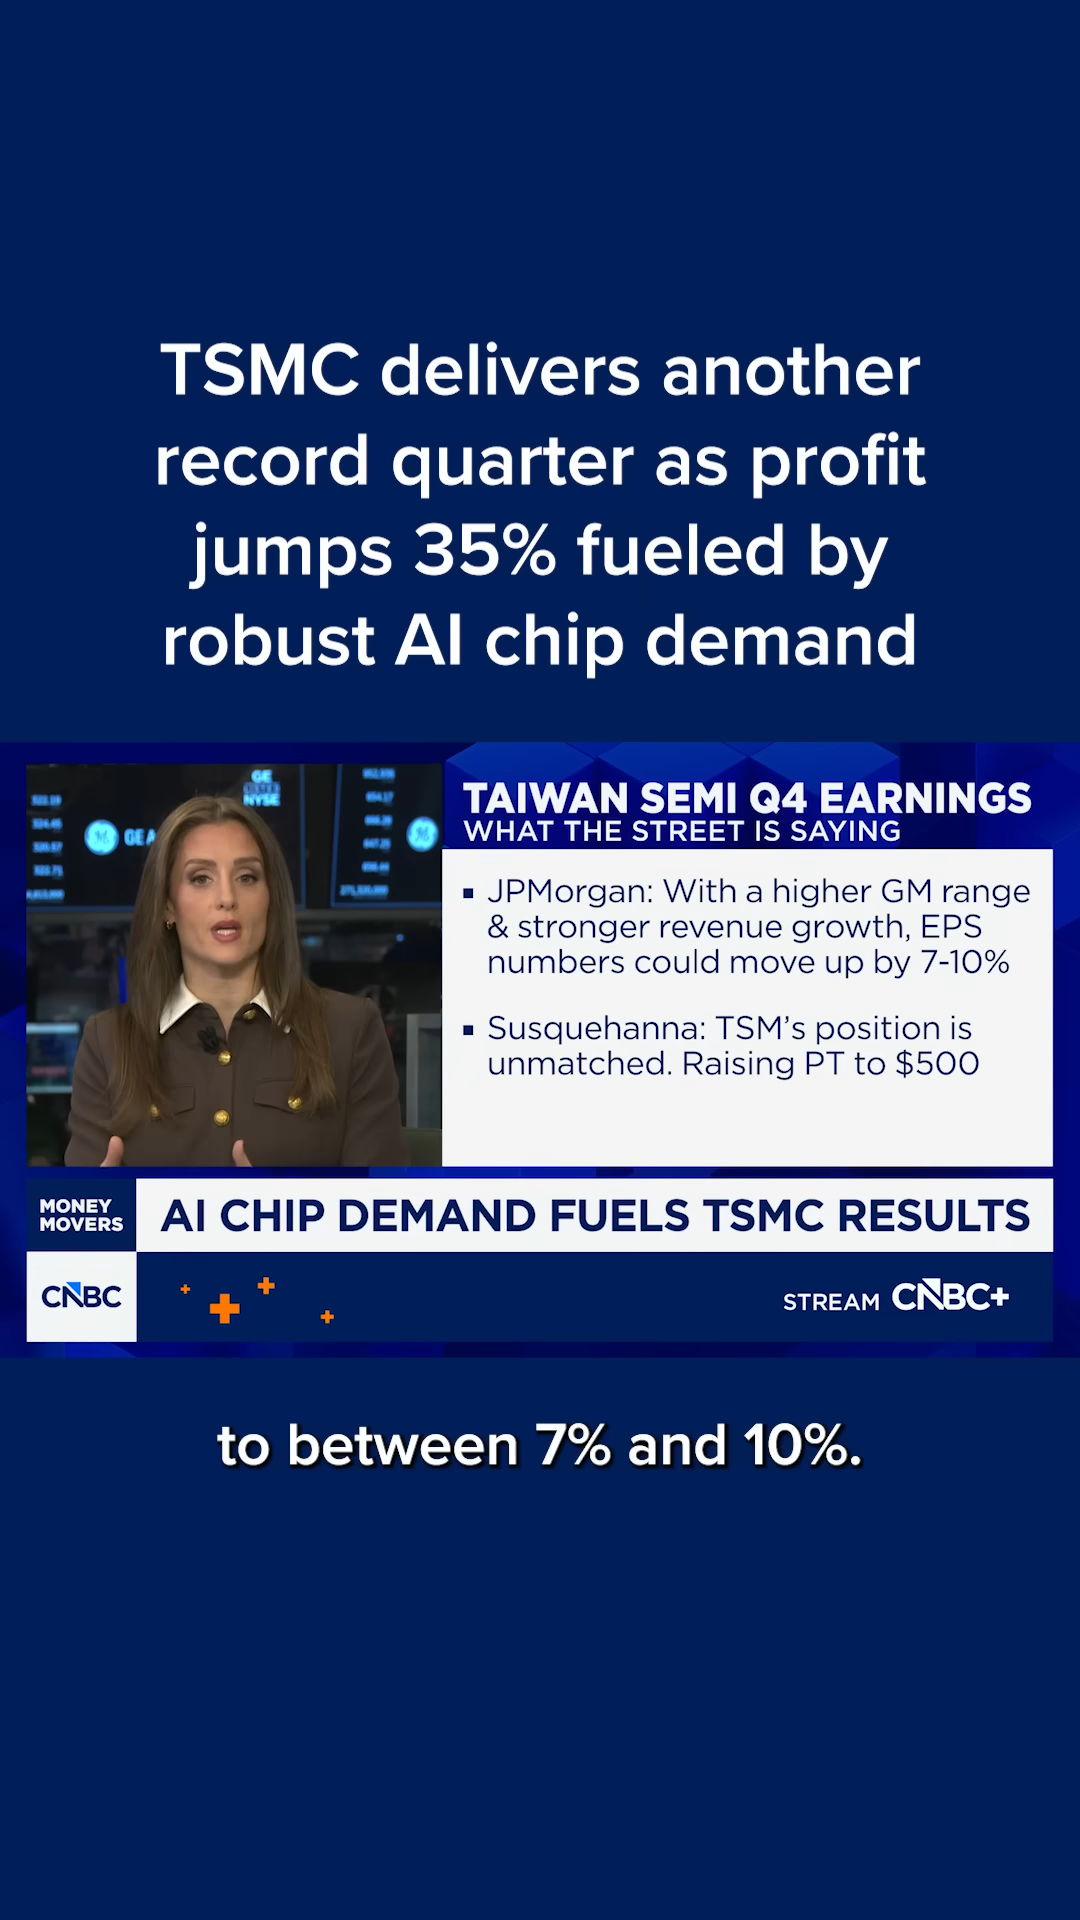 TSMC delivers another
record quarter as profit
jumps 35% fueled by
robust AI chip demand
GE
NYSE
GE A
TAIWAN SEMI Q4 EARNINGS
WHAT THE STREET IS SAYING
▪ JPMorgan: With a higher GM range
& stronger revenue growth, EPS
numbers could move up by 7-10%
▪ Susquehanna: TSM's position is
unmatched. Raising PT to $500
MONEY
MOVERS
AI CHIP DEMAND FUELS TSMC RESULTS
CNBC
STREAM CNBC+
to between 7% and 10%.